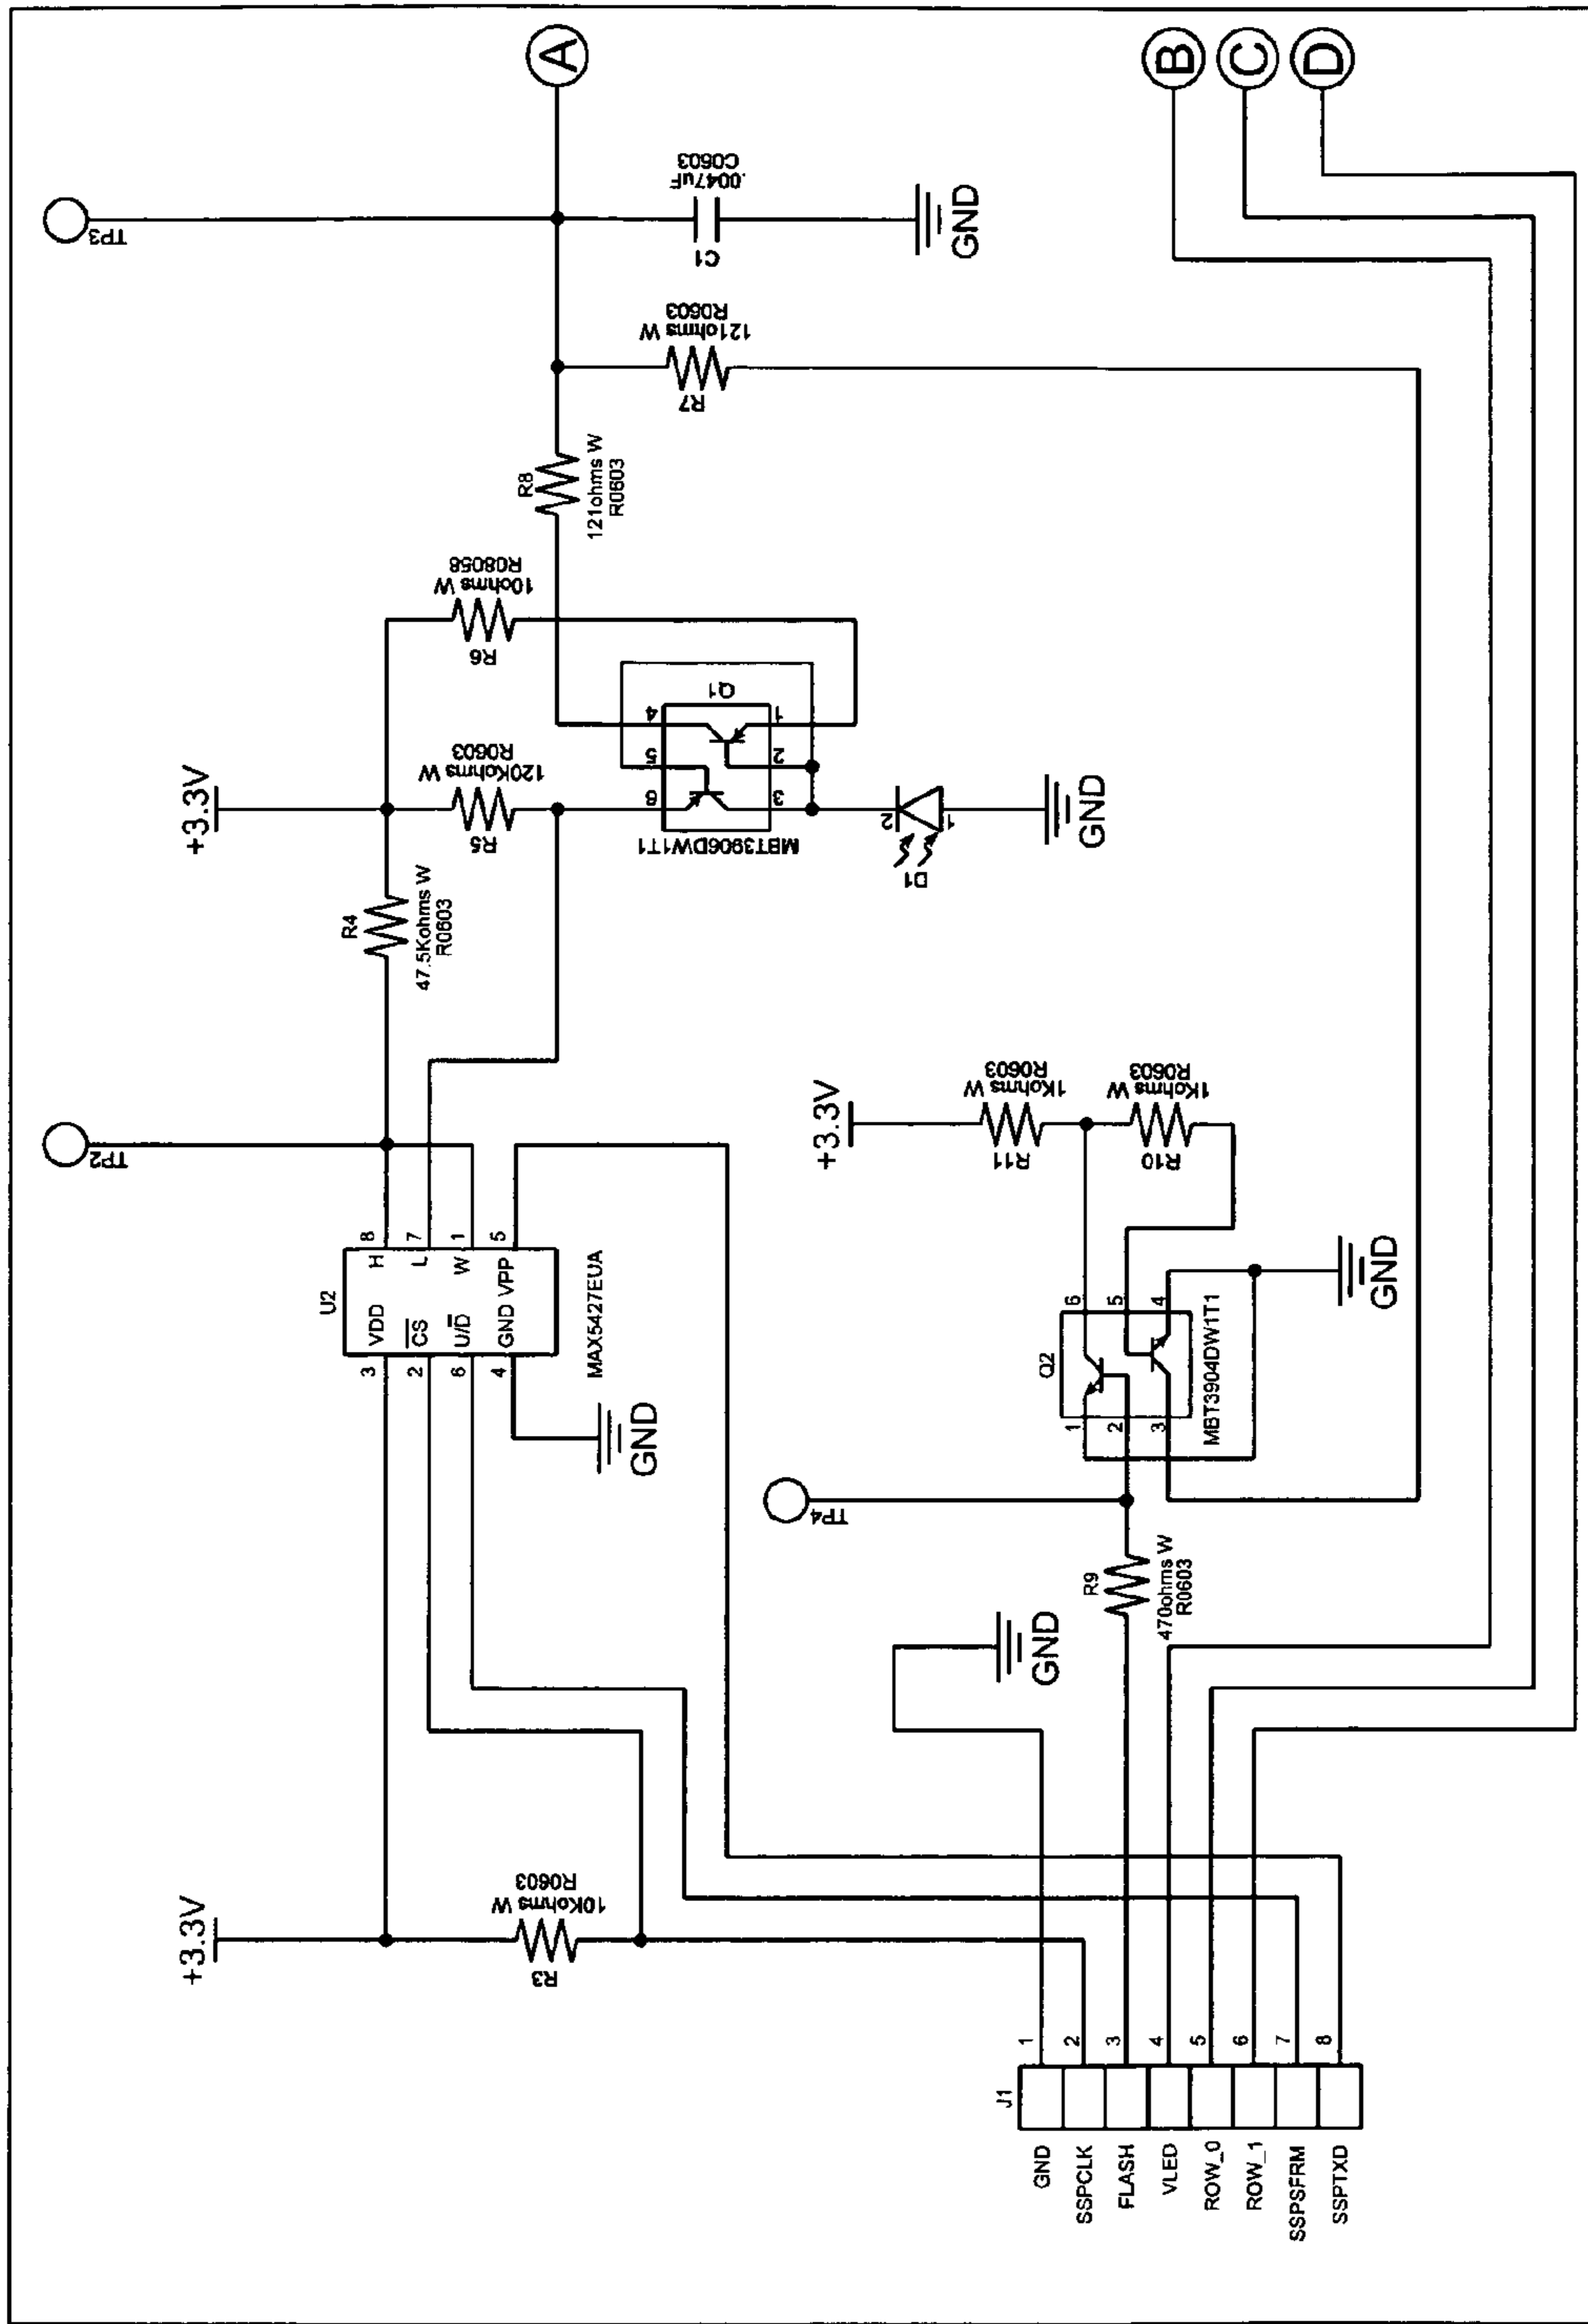 A
B
C
D
TP3
.0047uF
C0603
C1
121ohms W
R0603
R7
R8
121ohms W
R0603
10ohms W
R08058
R6
+3.3V
120Kohms W
R0603
R5
R4
47.5Kohms W
R0603
Q1
4
5
6
1
2
3
MBT3906DW1T1
D1
2
1
GND
GND
TP2
U2
3 VDD
H 8
2 CS
L 7
6 U/D
W 1
4 GND
VPP 5
MAX5427EUA
GND
+3.3V
1Kohms W
R0603
R11
1Kohms W
R0603
R10
Q2
1
2
3
6
5
4
MBT3904DW1T1
GND
TP4
R9
470ohms W
R0603
GND
+3.3V
10Kohms W
R0603
R3
J1
GND 1
SSPCLK 2
FLASH 3
VLED 4
ROW_0 5
ROW_1 6
SSPSFRM 7
SSPTXD 8